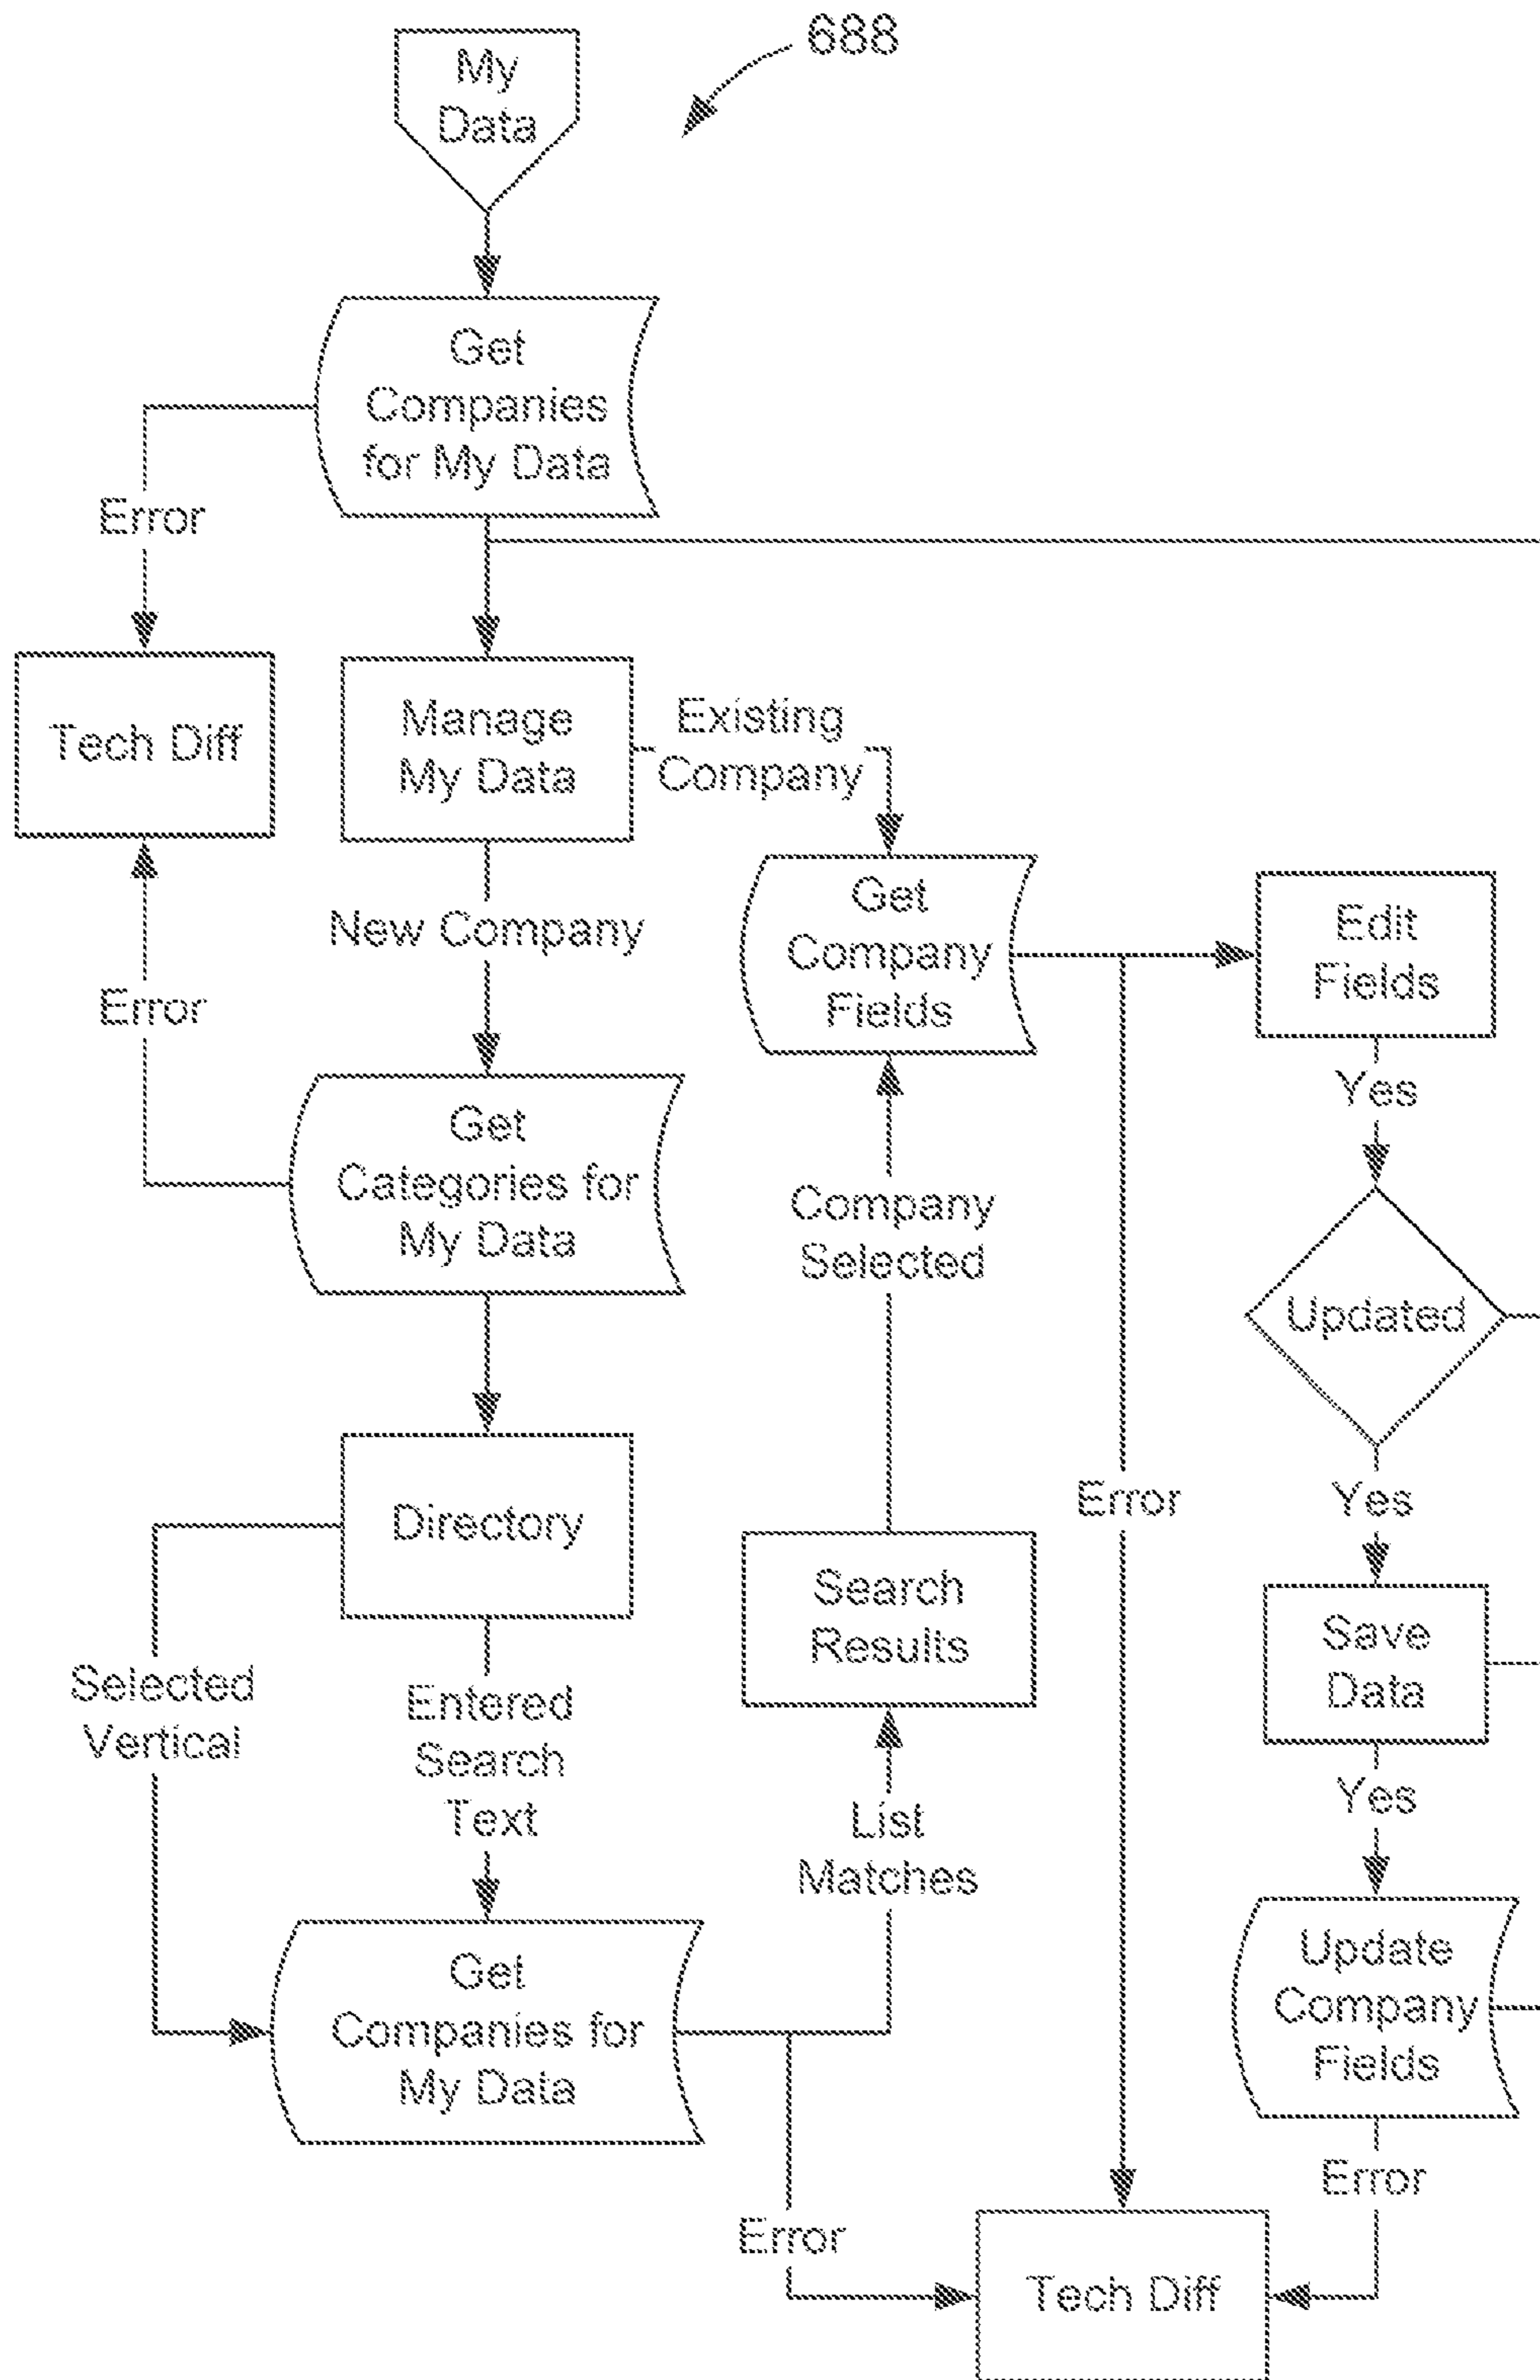 688
My
Data
Get
Companies
for My Data
Error
Tech Diff
Manage
My Data
Existing
Company
New Company
Error
Get
Company
Fields
Edit
Fields
Yes
Get
Categories for
My Data
Company
Selected
Updated
Directory
Error
Yes
Search
Results
Save
Data
Selected
Vertical
Entered
Search
Text
List
Matches
Yes
Get
Companies for
My Data
Update
Company
Fields
Error
Error
Tech Diff